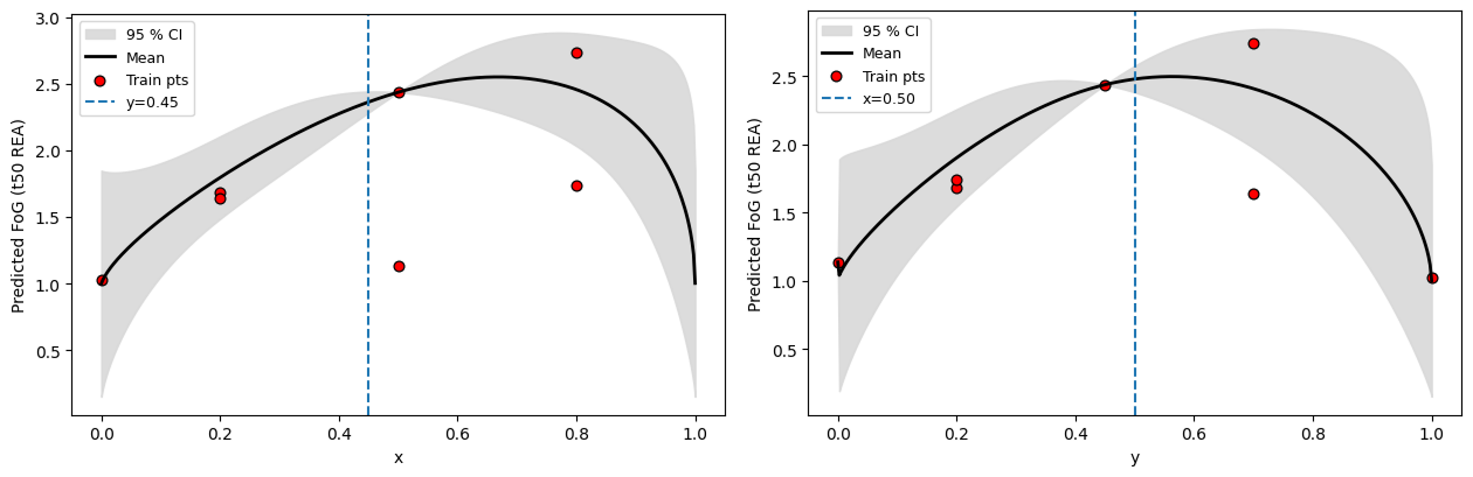 3.0
2.5
2.0
1.5
1.0
0.5
Predicted FoG (t50 REA)
95 % CI
Mean
Train pts
y=0.45
0.0 0.2 0.4 0.6 0.8 1.0
x
2.5
2.0
1.5
1.0
0.5
Predicted FoG (t50 REA)
95 % CI
Mean
Train pts
x=0.50
0.0 0.2 0.4 0.6 0.8 1.0
y